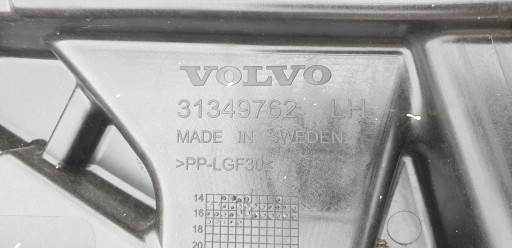 VOLVO
31349762 LH
MADE IN SWEDEN
>PP-LGF30<
14
16
18
20